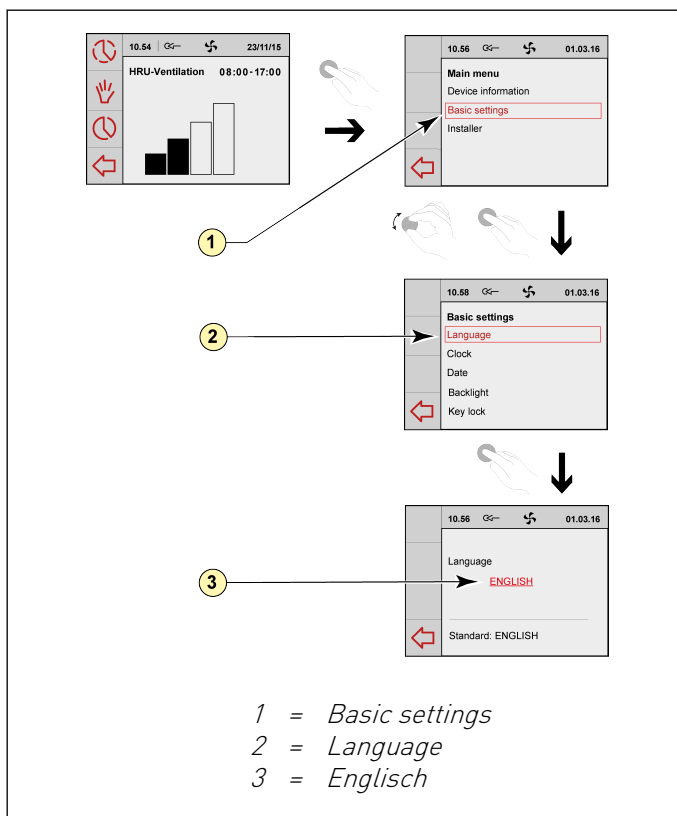 10.54 23/11/15
HRU-Ventilation 08:00-17:00
10.56 01.03.16
Main menu
Device information
Basic settings
Installer
1
10.58 01.03.16
Basic settings
Language
Clock
Date
Backlight
Key lock
2
10.56 01.03.16
Language
ENGLISH
Standard: ENGLISH
3
1 = Basic settings
2 = Language
3 = Englisch